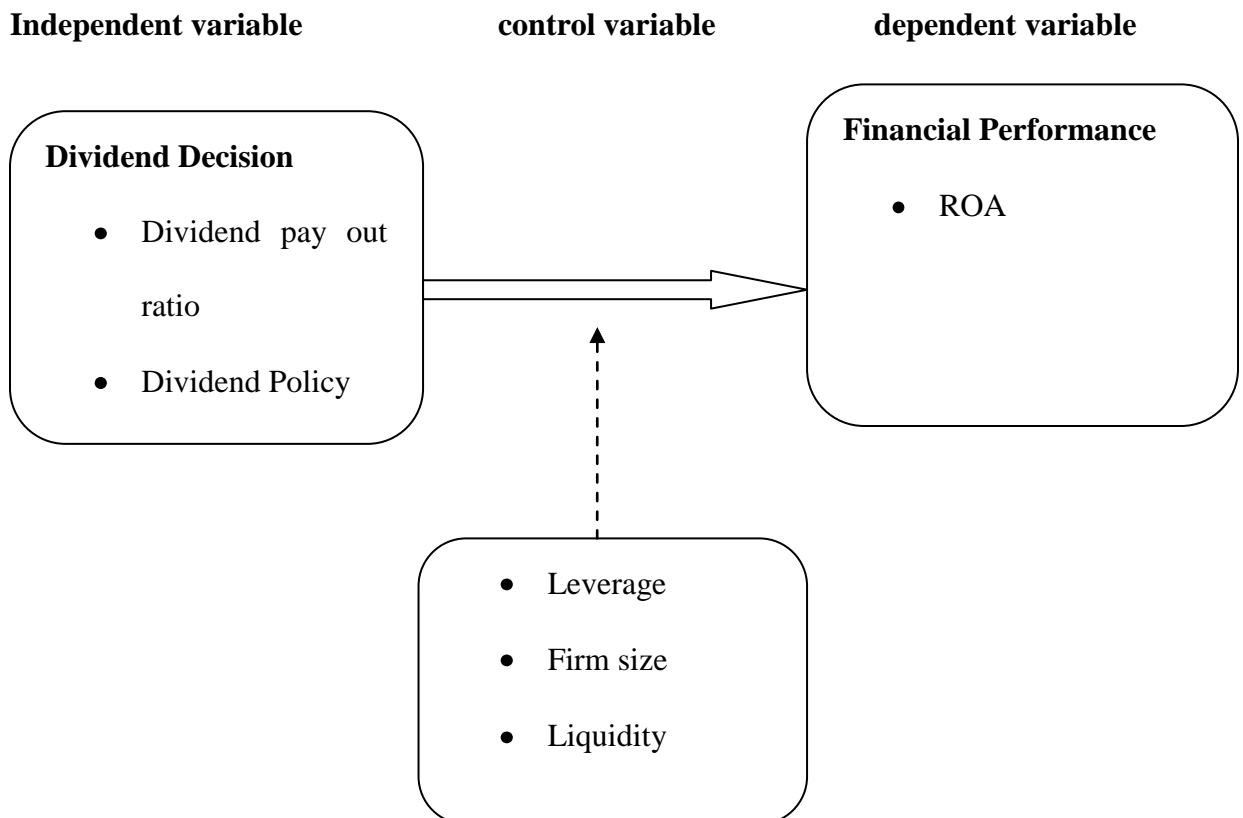 Independent variable control variable dependent variable
Dividend Decision
• Dividend pay out
ratio
• Dividend Policy
Financial Performance
• ROA
• Leverage
• Firm size
• Liquidity